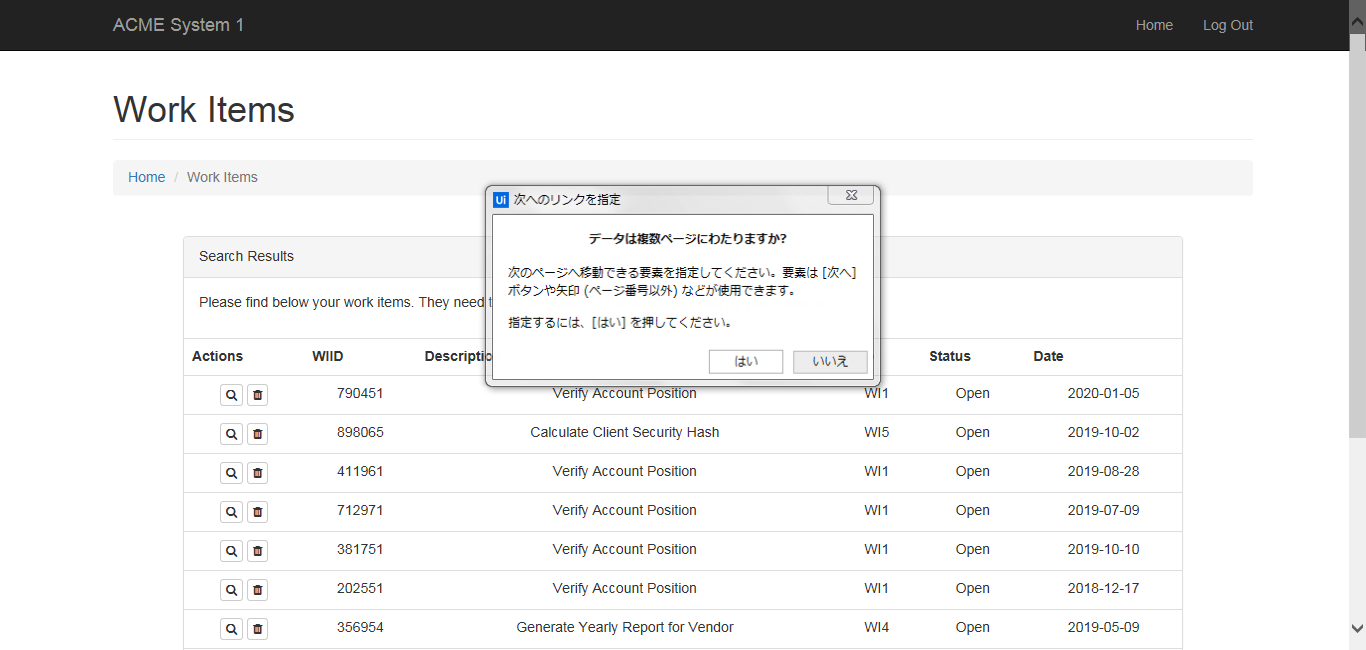 ACME System 1 Home Log Out
Work Items
Home / Work Items
Ui 次へのリンクを指定
データは複数ページにわたりますか?
次のページへ移動できる要素を指定してください。要素は [次へ]
ボタンや矢印 (ページ番号以外) などが使用できます。
指定するには、[はい] を押してください。
はい いいえ
Search Results
Please find below your work items. They need
Actions WIID Status Date
790451 Verify Account Position WI1 Open 2020-01-05
898065 Calculate Client Security Hash WI5 Open 2019-10-02
411961 Verify Account Position WI1 Open 2019-08-28
712971 Verify Account Position WI1 Open 2019-07-09
381751 Verify Account Position WI1 Open 2019-10-10
202551 Verify Account Position WI1 Open 2018-12-17
356954 Generate Yearly Report for Vendor WI4 Open 2019-05-09